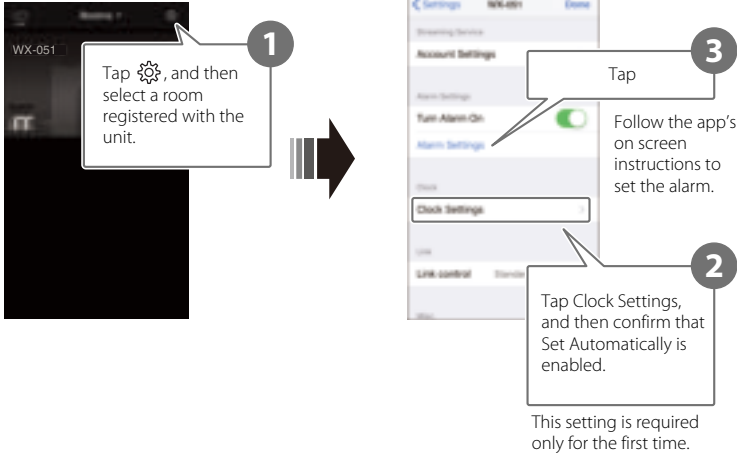 Rooms
WX-051
1
Tap , and then
select a room
registered with the
unit.
Settings WX-051 Done
Streaming Service
Account Settings
Alarm Settings
Turn Alarm On
Alarm Settings
Clock
Clock Settings
Link
Link control Standa
3
Tap
Follow the app's
on screen
instructions to
set the alarm.
2
Tap Clock Settings,
and then confirm that
Set Automatically is
enabled.
This setting is required
only for the first time.